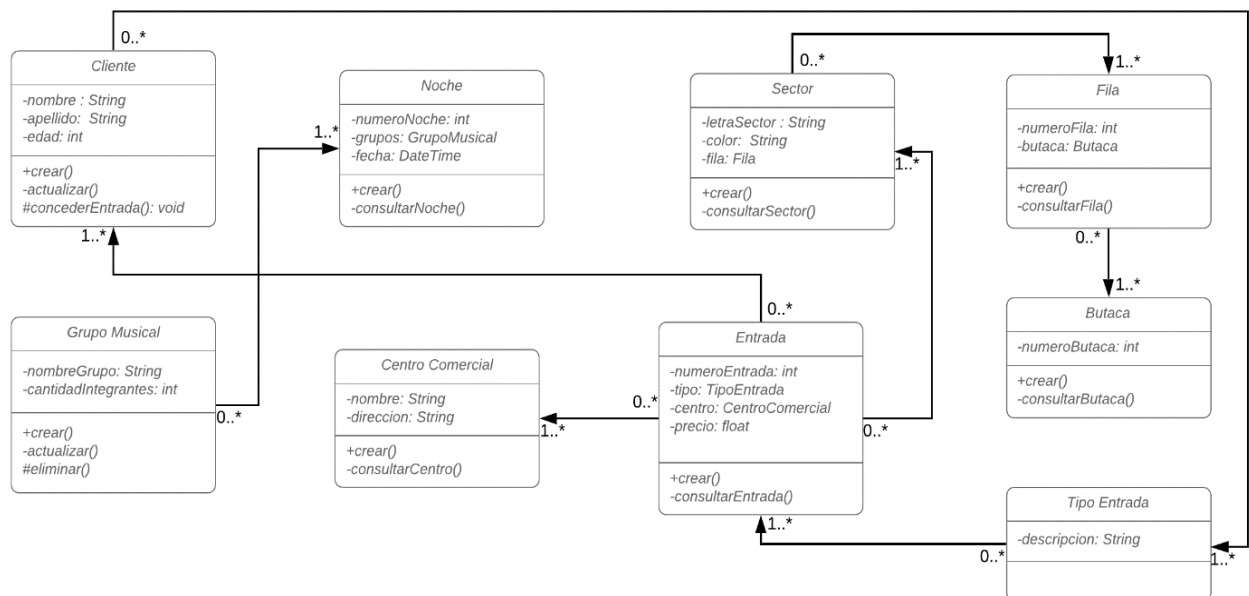 0..*
Cliente
-nombre : String
-apellido: String
-edad: int
+crear()
-actualizar()
#concederEntrada(): void
1..*
Noche
-numeroNoche: int
-grupos: GrupoMusical
-fecha: DateTime
+crear()
-consultarNoche()
1..*
0..*
Sector
-letraSector : String
-color: String
-fila: Fila
+crear()
-consultarSector()
1..*
1..*
Fila
-numeroFila: int
-butaca: Butaca
+crear()
-consultarFila()
0..*
1..*
Grupo Musical
-nombreGrupo: String
-cantidadIntegrantes: int
+crear()
-actualizar()
#eliminar()
0..*
Centro Comercial
-nombre: String
-direccion: String
+crear()
-consultarCentro()
1..*
0..*
0..*
Entrada
-numeroEntrada: int
-tipo: TipoEntrada
-centro: CentroComercial
-precio: float
+crear()
-consultarEntrada()
0..*
1..*
Butaca
-numeroButaca: int
+crear()
-consultarButaca()
Tipo Entrada
-descripcion: String
0..*
1..*